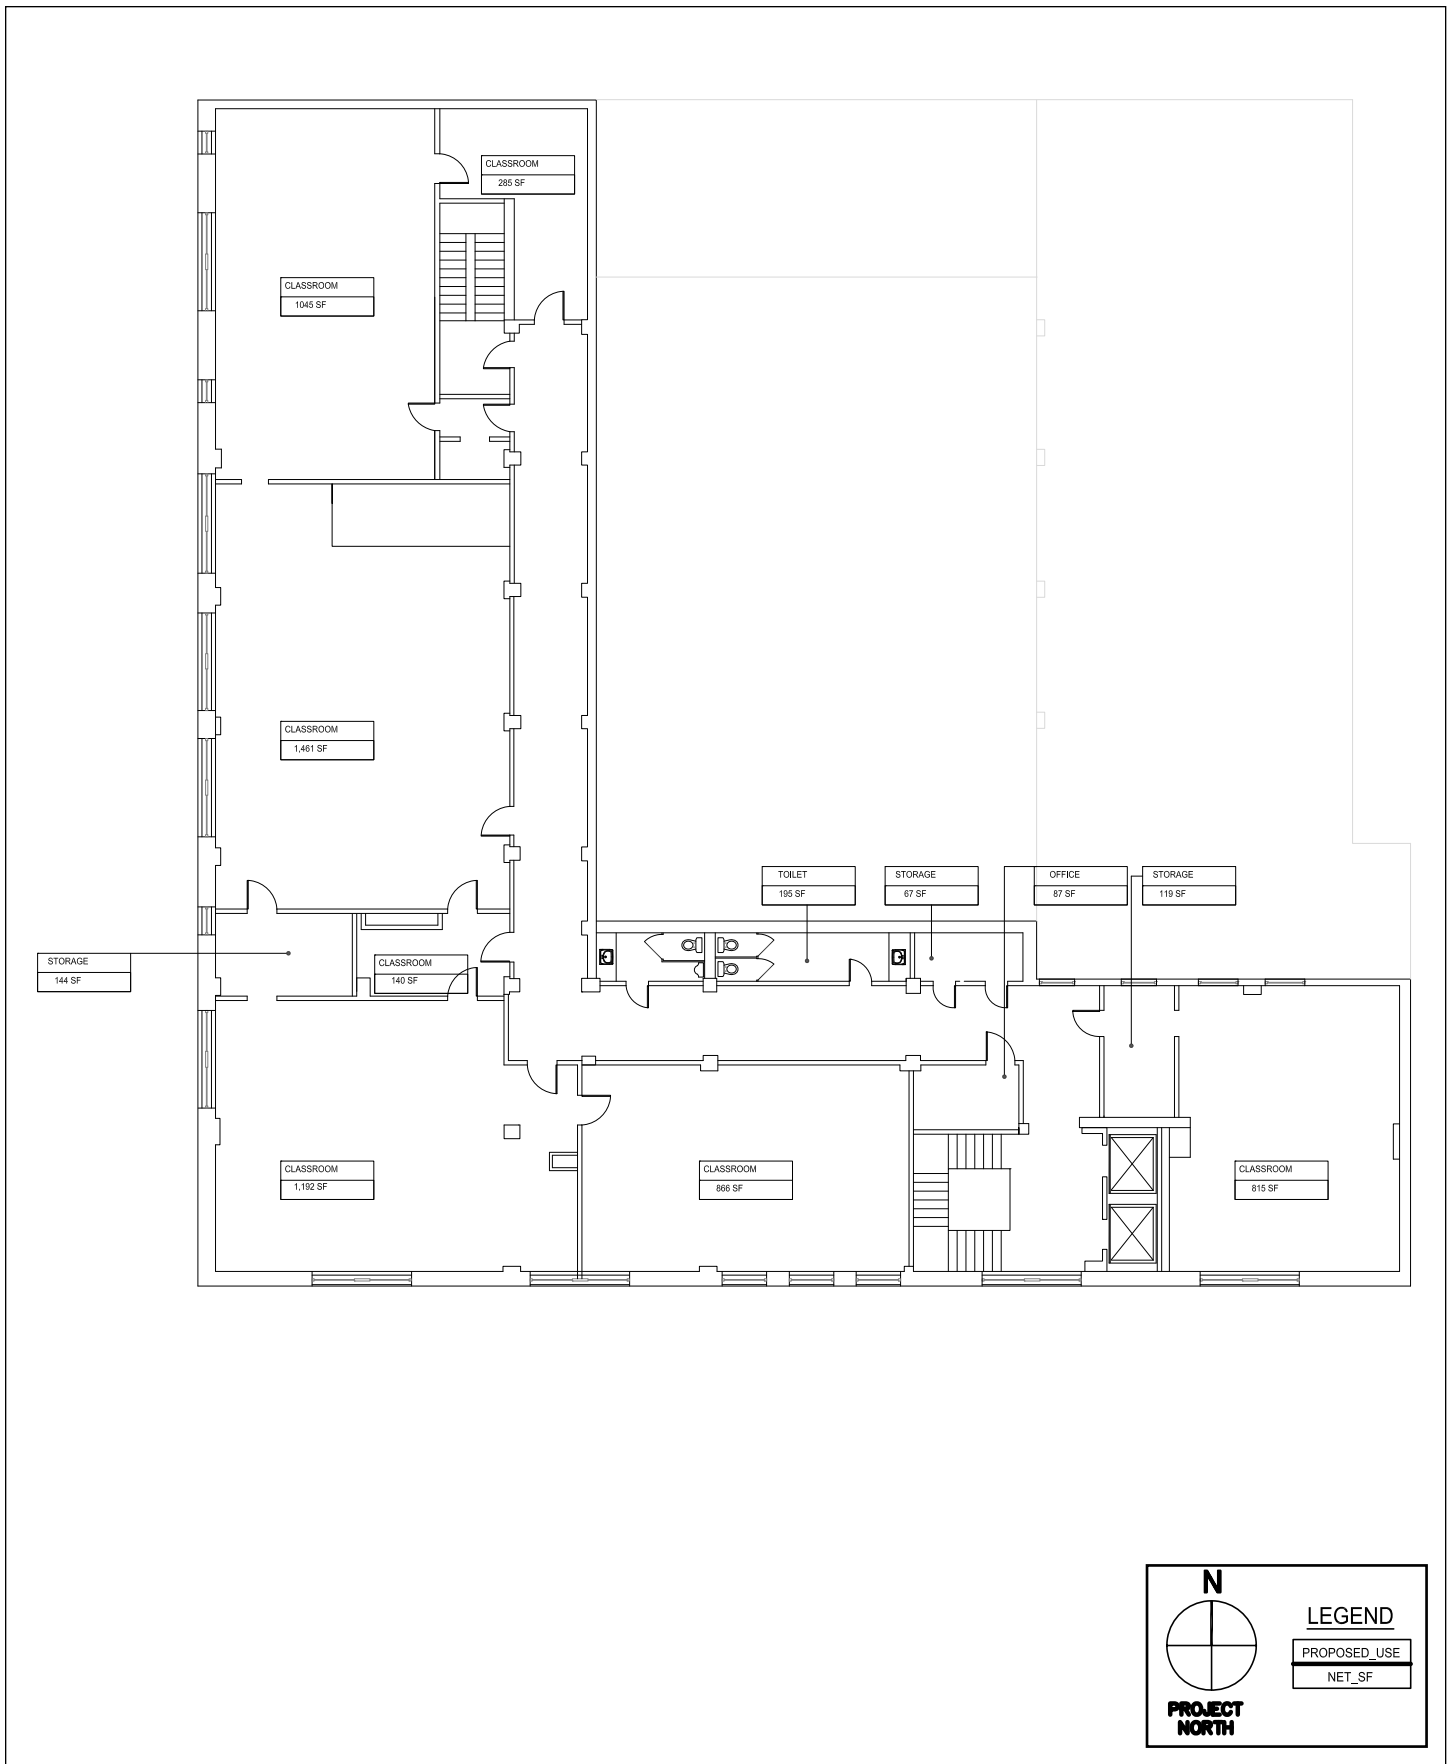 CLASSROOM
285 SF
CLASSROOM
1045 SF
CLASSROOM
1,461 SF
TOILET
195 SF
STORAGE
67 SF
OFFICE
87 SF
STORAGE
119 SF
STORAGE
144 SF
CLASSROOM
140 SF
CLASSROOM
1,192 SF
CLASSROOM
866 SF
CLASSROOM
815 SF
N
PROJECT
NORTH
LEGEND
PROPOSED_USE
NET_SF